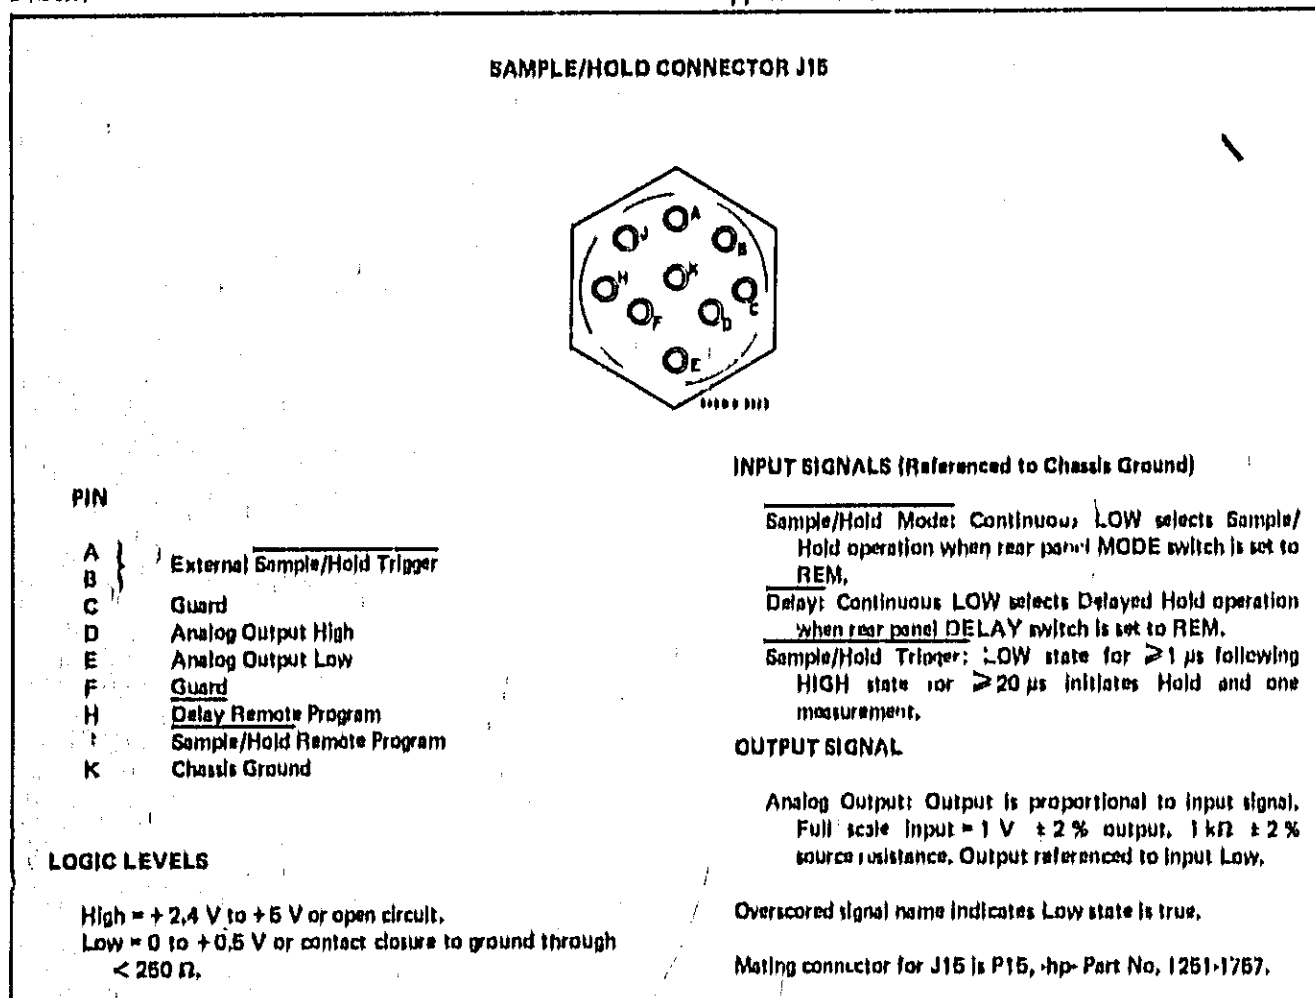 SAMPLE/HOLD CONNECTOR J15
A
J
B
K
H
C
F
D
E
PIN
A
B
External Sample/Hold Trigger
C Guard
D Analog Output High
E Analog Output Low
F Guard
H Delay Remote Program
Sample/Hold Remote Program
K Chassis Ground
LOGIC LEVELS
High = + 2.4 V to +5 V or open circuit.
Low = 0 to +0.5 V or contact closure to ground through
< 250 Ω.
INPUT SIGNALS (Referenced to Chassis Ground)
Sample/Hold Mode: Continuous LOW selects Sample/
Hold operation when rear panel MODE switch is set to
REM.
Delay: Continuous LOW selects Delayed Hold operation
when rear panel DELAY switch is set to REM.
Sample/Hold Trigger: LOW state for ⩾1 μs following
HIGH state for ⩾20 μs initiates Hold and one
measurement.
OUTPUT SIGNAL
Analog Output: Output is proportional to input signal.
Full scale input = 1 V ± 2 % output. 1 kΩ ± 2 %
source resistance. Output referenced to Input Low.
Overscored signal name indicates Low state is true.
Mating connector for J15 is P15, -hp- Part No. 1251-1757.